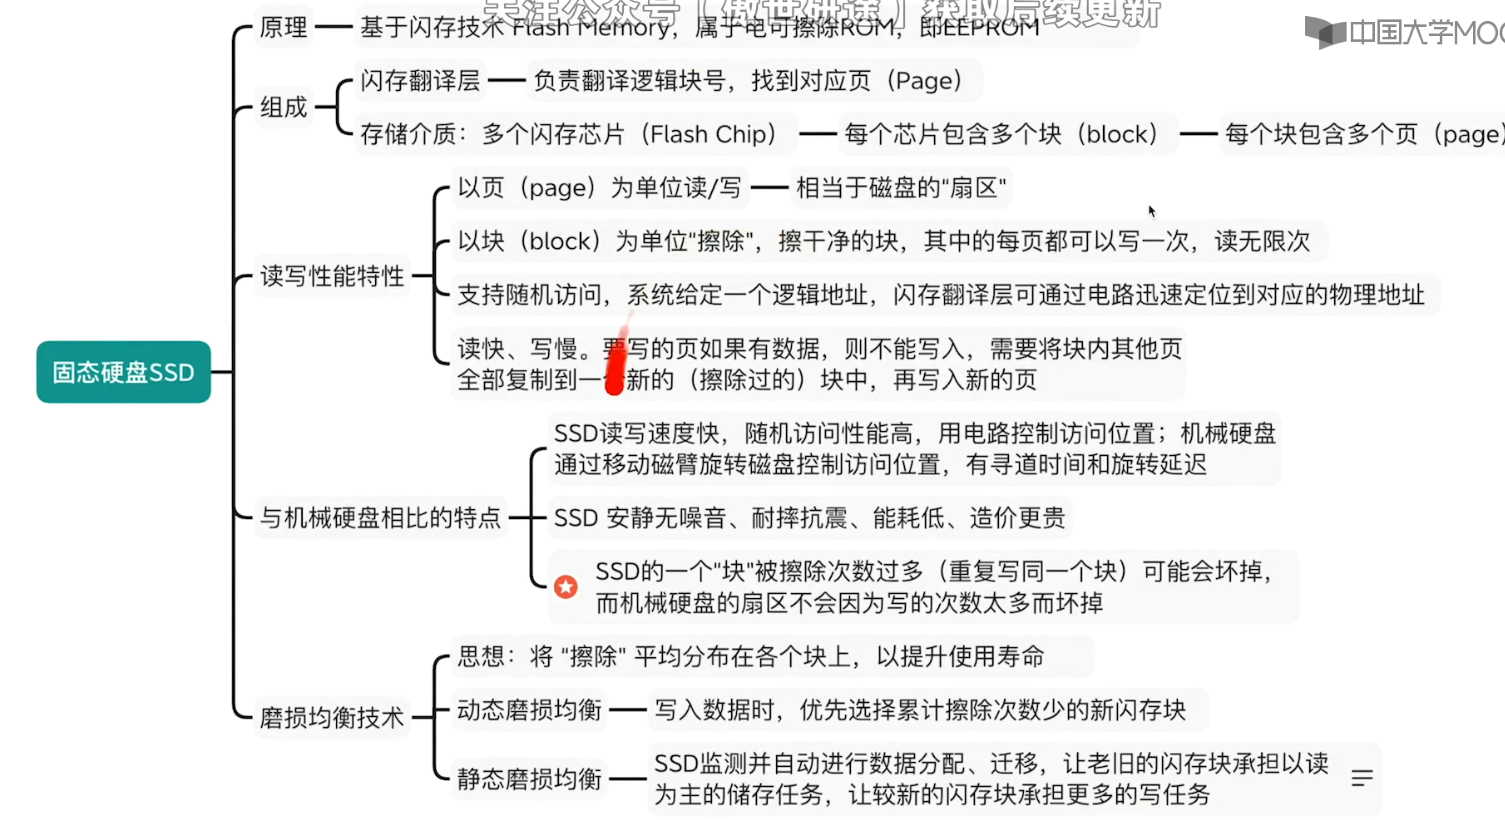 关注公众号【傲世研途】获取后续更新
中国大学MOO
原理
基于闪存技术 Flash Memory，属于电可擦除ROM，即EEPROM
组成
闪存翻译层
负责翻译逻辑块号，找到对应页（Page）
存储介质：多个闪存芯片（Flash Chip）
每个芯片包含多个块（block）
每个块包含多个页（page）
读写性能特性
以页（page）为单位读/写
相当于磁盘的"扇区"
以块（block）为单位"擦除"，擦干净的块，其中的每页都可以写一次，读无限次
支持随机访问，系统给定一个逻辑地址，闪存翻译层可通过电路迅速定位到对应的物理地址
读快、写慢。要写的页如果有数据，则不能写入，需要将块内其他页
全部复制到一个新的（擦除过的）块中，再写入新的页
固态硬盘SSD
与机械硬盘相比的特点
SSD读写速度快，随机访问性能高，用电路控制访问位置；机械硬盘
通过移动磁臂旋转磁盘控制访问位置，有寻道时间和旋转延迟
SSD 安静无噪音、耐摔抗震、能耗低、造价更贵
SSD的一个"块"被擦除次数过多（重复写同一个块）可能会坏掉，
而机械硬盘的扇区不会因为写的次数太多而坏掉
磨损均衡技术
思想：将 "擦除" 平均分布在各个块上，以提升使用寿命
动态磨损均衡
写入数据时，优先选择累计擦除次数少的新闪存块
静态磨损均衡
SSD监测并自动进行数据分配、迁移，让老旧的闪存块承担以读
为主的储存任务，让较新的闪存块承担更多的写任务